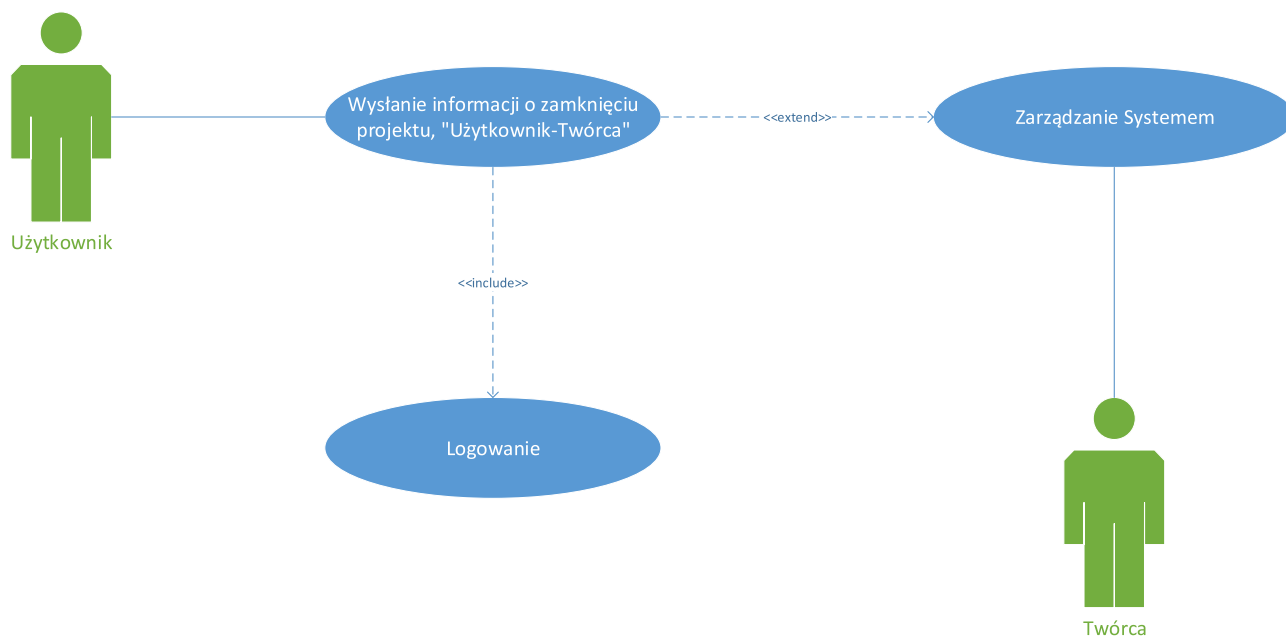 Wysłanie informacji o zamknięciu
projektu, "Użytkownik-Twórca"
<<extend>>
Zarządzanie Systemem
Użytkownik
<<include>>
Logowanie
Twórca